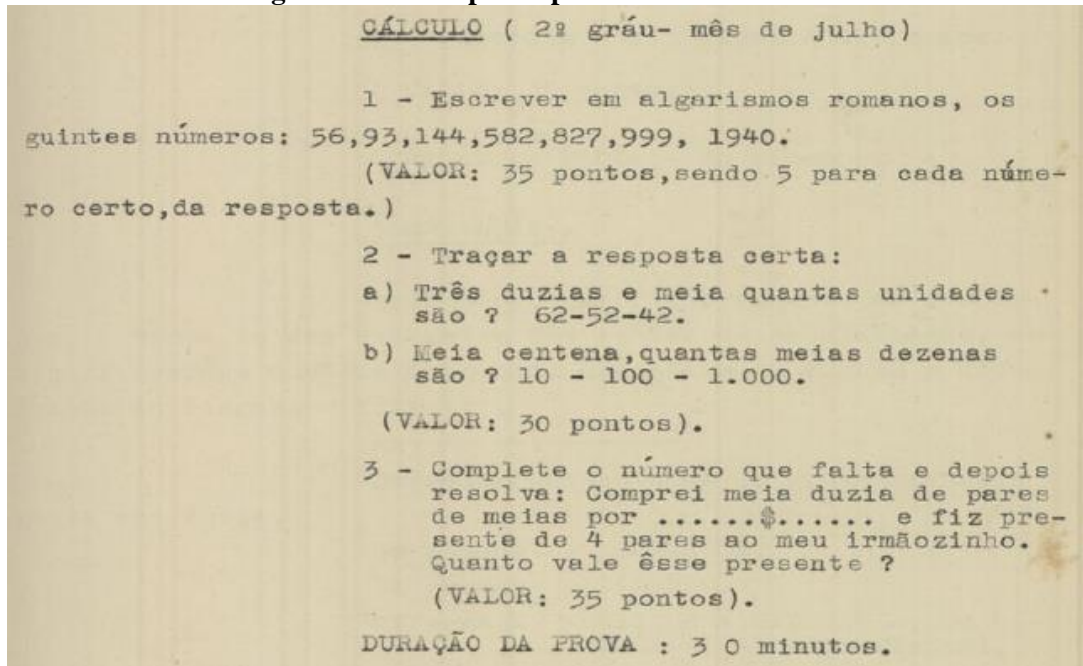 CÁLCULO ( 2º gráu- mês de julho)
1 - Escrever em algarismos romanos, os
guintes números: 56,93,144,582,827,999, 1940.
(VALOR: 35 pontos,sendo 5 para cada núme-
ro certo,da resposta.)
2 - Traçar a resposta certa:
a) Três duzias e meia quantas unidades
são ? 62-52-42.
b) Meia centena,quantas meias dezenas
são ? 10 - 100 - 1.000.
(VALOR: 30 pontos).
3 - Complete o número que falta e depois
resolva: Comprei meia duzia de pares
de meias por ......$...... e fiz pre-
sente de 4 pares ao meu irmãozinho.
Quanto vale êsse presente ?
(VALOR: 35 pontos).
DURAÇÃO DA PROVA : 3 0 minutos.